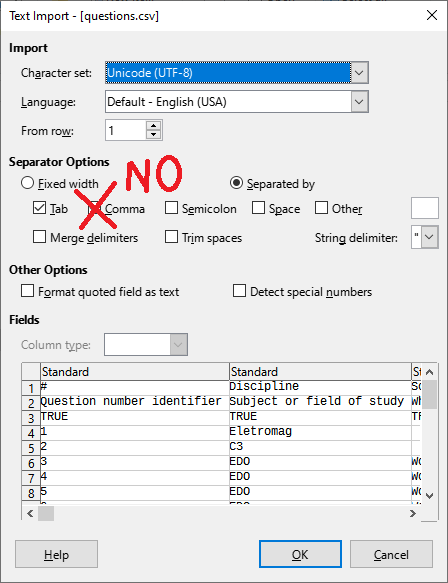 Text Import - [questions.csv]
Import
Character set: Unicode (UTF-8)
Language: Default - English (USA)
From row: 1
Separator Options
Fixed width NO Separated by
Tab Comma Semicolon Space Other
Merge delimiters Trim spaces String delimiter: "
Other Options
Format quoted field as text Detect special numbers
Fields
Column type:
Standard Standard St
1 # Discipline Sc
2 Question number identifier Subject or field of study Wh
3 TRUE TRUE TR
4 1 Eletromag
5 2 C3
6 3 EDO Wo
7 4 EDO Wo
8 5 EDO Wo
Help OK Cancel